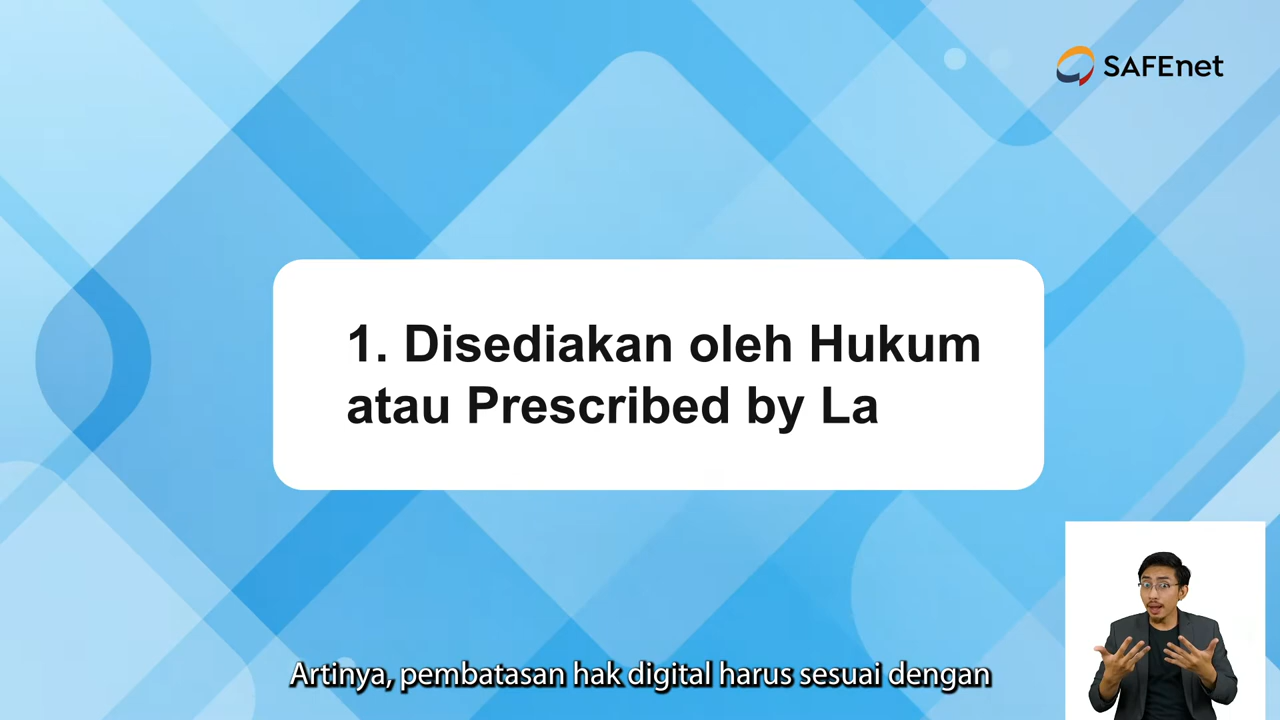 SAFEnet
1. Disediakan oleh Hukum
atau Prescribed by La
Artinya, pembatasan hak digital harus sesuai dengan